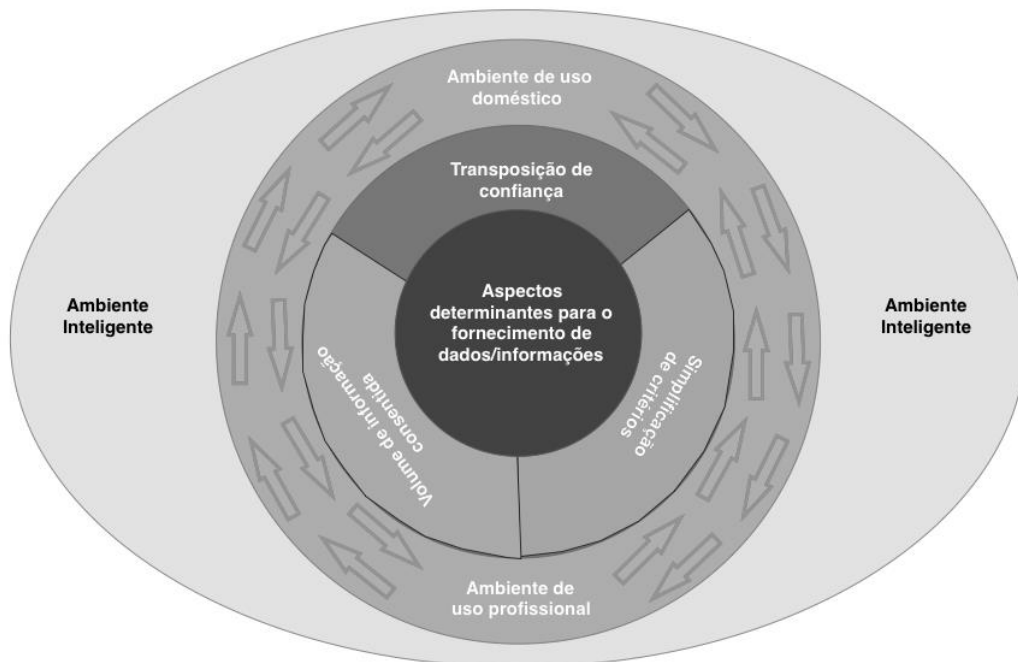 Ambiente de uso
doméstico
Transposição de
confiança
Aspectos
determinantes para o
fornecimento de
dados/informações
Ambiente
Inteligente
Ambiente
Inteligente
Volume de informação
consentida
Simplificação
de critérios
Ambiente de
uso profissional